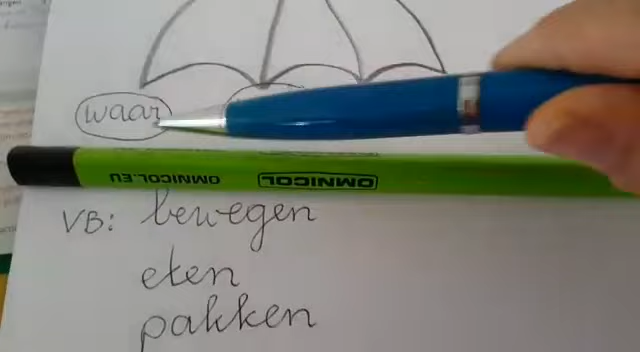 waar
OMNICOL.EU OMNICOL
VB: bewegen
eten
pakken